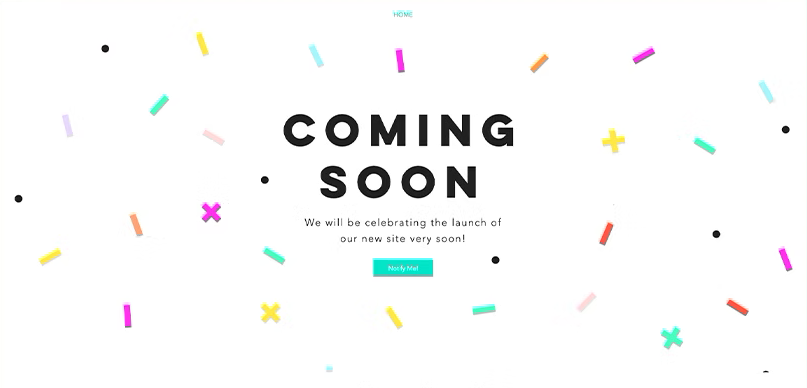 HOME
COMING
SOON
We will be celebrating the launch of
our new site very soon!
Notify Me!